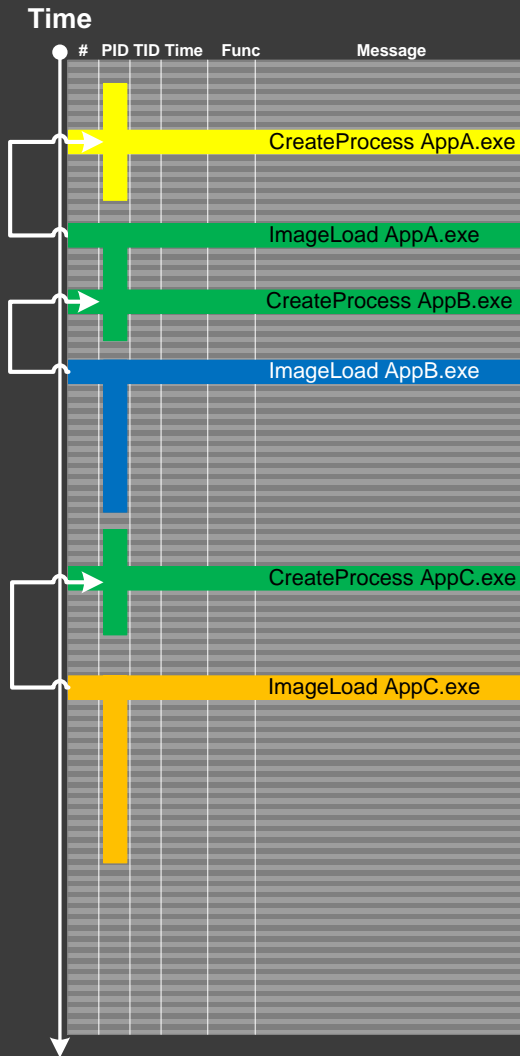 Time
# PID TID Time Func Message
CreateProcess AppA.exe
ImageLoad AppA.exe
CreateProcess AppB.exe
ImageLoad AppB.exe
CreateProcess AppC.exe
ImageLoad AppC.exe